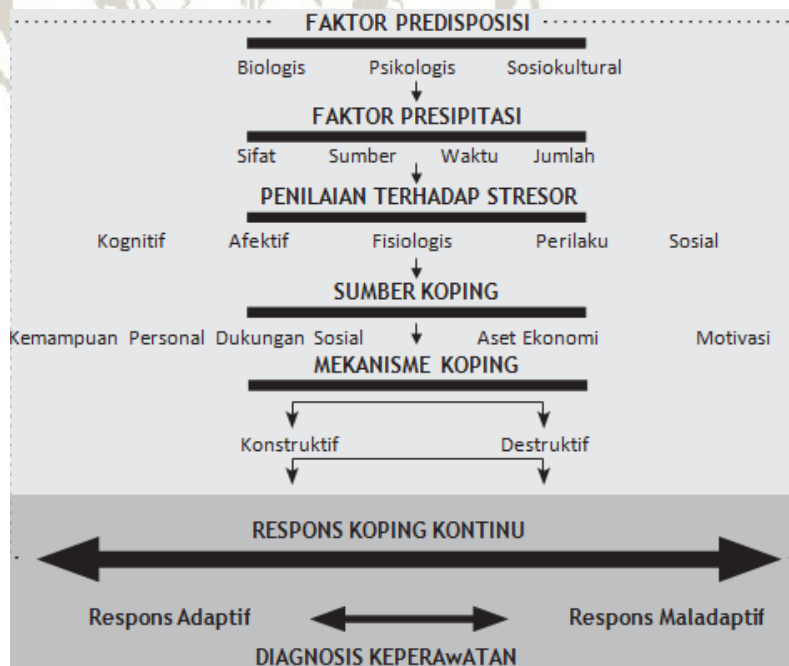 FAKTOR PREDISPOSISI
Biologis Psikologis Sosiokultural
FAKTOR PRESIPITASI
Sifat Sumber Waktu Jumlah
PENILAIAN TERHADAP STRESOR
Kognitif Afektif Fisiologis Perilaku Sosial
SUMBER KOPING
Kemampuan Personal Dukungan Sosial Aset Ekonomi Motivasi
MEKANISME KOPING
Konstruktif Destruktif
RESPONS KOPING KONTINU
Respons Adaptif Respons Maladaptif
DIAGNOSIS KEPERAwATAN